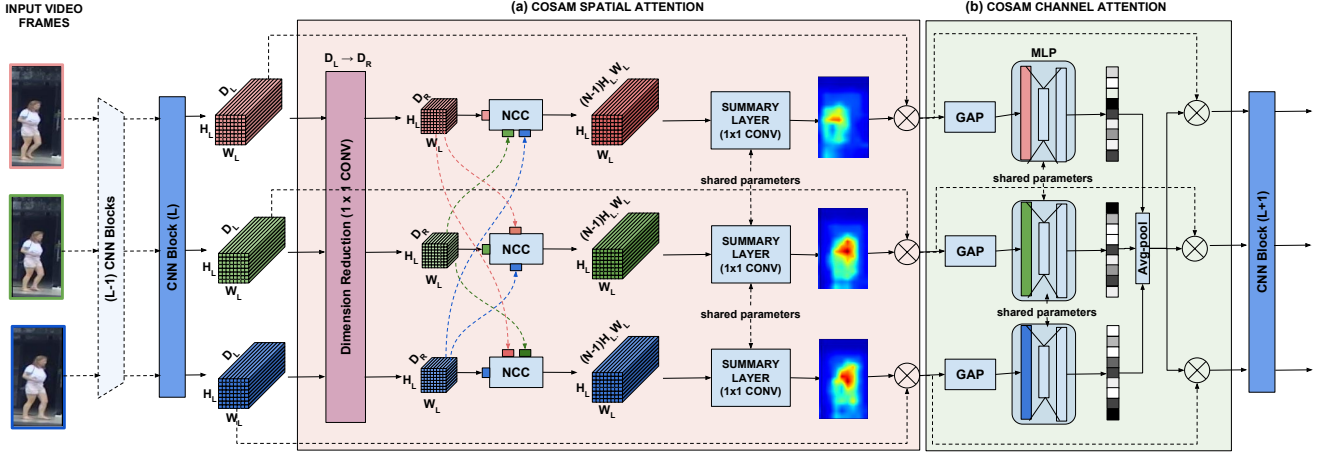 INPUT VIDEO
FRAMES
(a) COSAM SPATIAL ATTENTION
(b) COSAM CHANNEL ATTENTION
(L-1) CNN Blocks
CNN Block (L)
D_L
H_L
W_L
D_L
H_L
W_L
D_L
H_L
W_L
D_L → D_R
Dimension Reduction (1 x 1 CONV)
D_R
H_L
W_L
D_R
H_L
W_L
D_R
H_L
W_L
NCC
NCC
NCC
(N-1)H_L. W_L
H_L
W_L
(N-1)H_L. W_L
H_L
W_L
(N-1)H_L. W_L
H_L
W_L
SUMMARY
LAYER
(1x1 CONV)
shared parameters
SUMMARY
LAYER
(1x1 CONV)
shared parameters
SUMMARY
LAYER
(1x1 CONV)
GAP
GAP
GAP
MLP
shared parameters
shared parameters
Avg-pool
CNN Block (L+1)